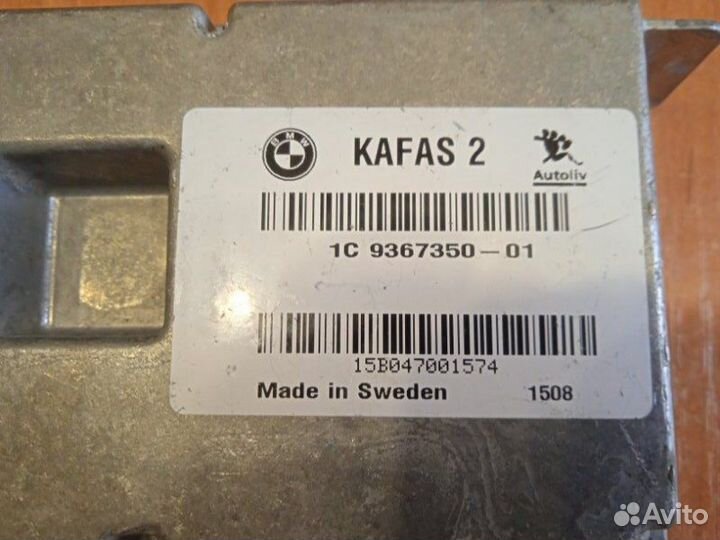 BMW
KAFAS 2
Autoliv
1C 9367350-01
15B047001574
Made in Sweden 1508
Avito